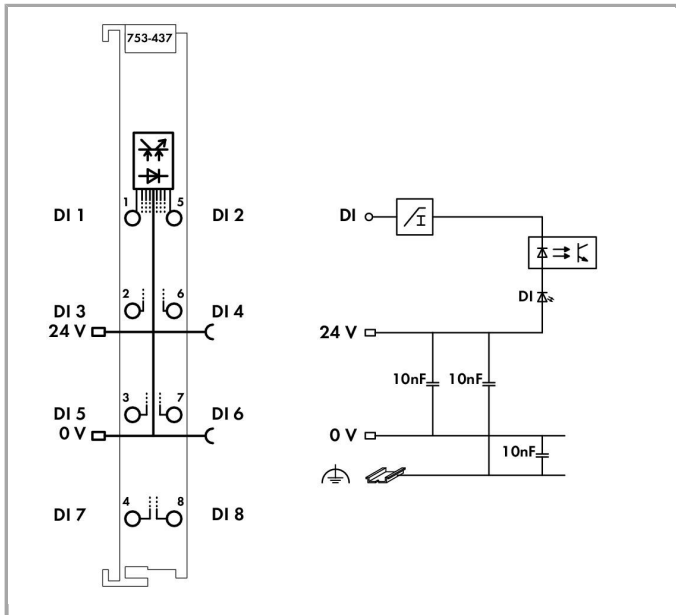 753-437
1 5
DI 1 DI 2
2 6
DI 3 DI 4
24 V
3 7
DI 5 DI 6
0 V
4 8
DI 7 DI 8
DI
I
DI
24 V
10nF 10nF
0 V
10nF